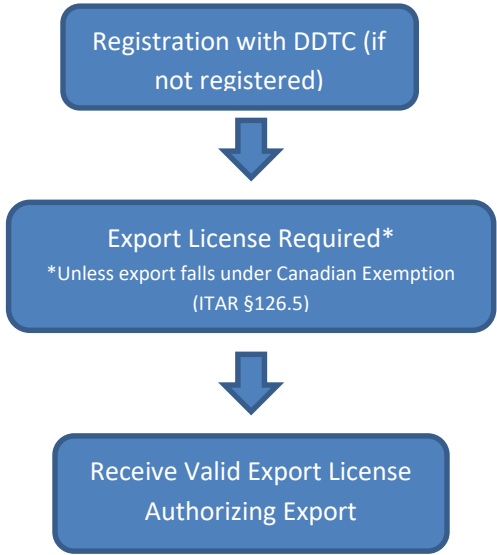 Registration with DDTC (if
not registered)
Export License Required*
*Unless export falls under Canadian Exemption
(ITAR §126.5)
Receive Valid Export License
Authorizing Export